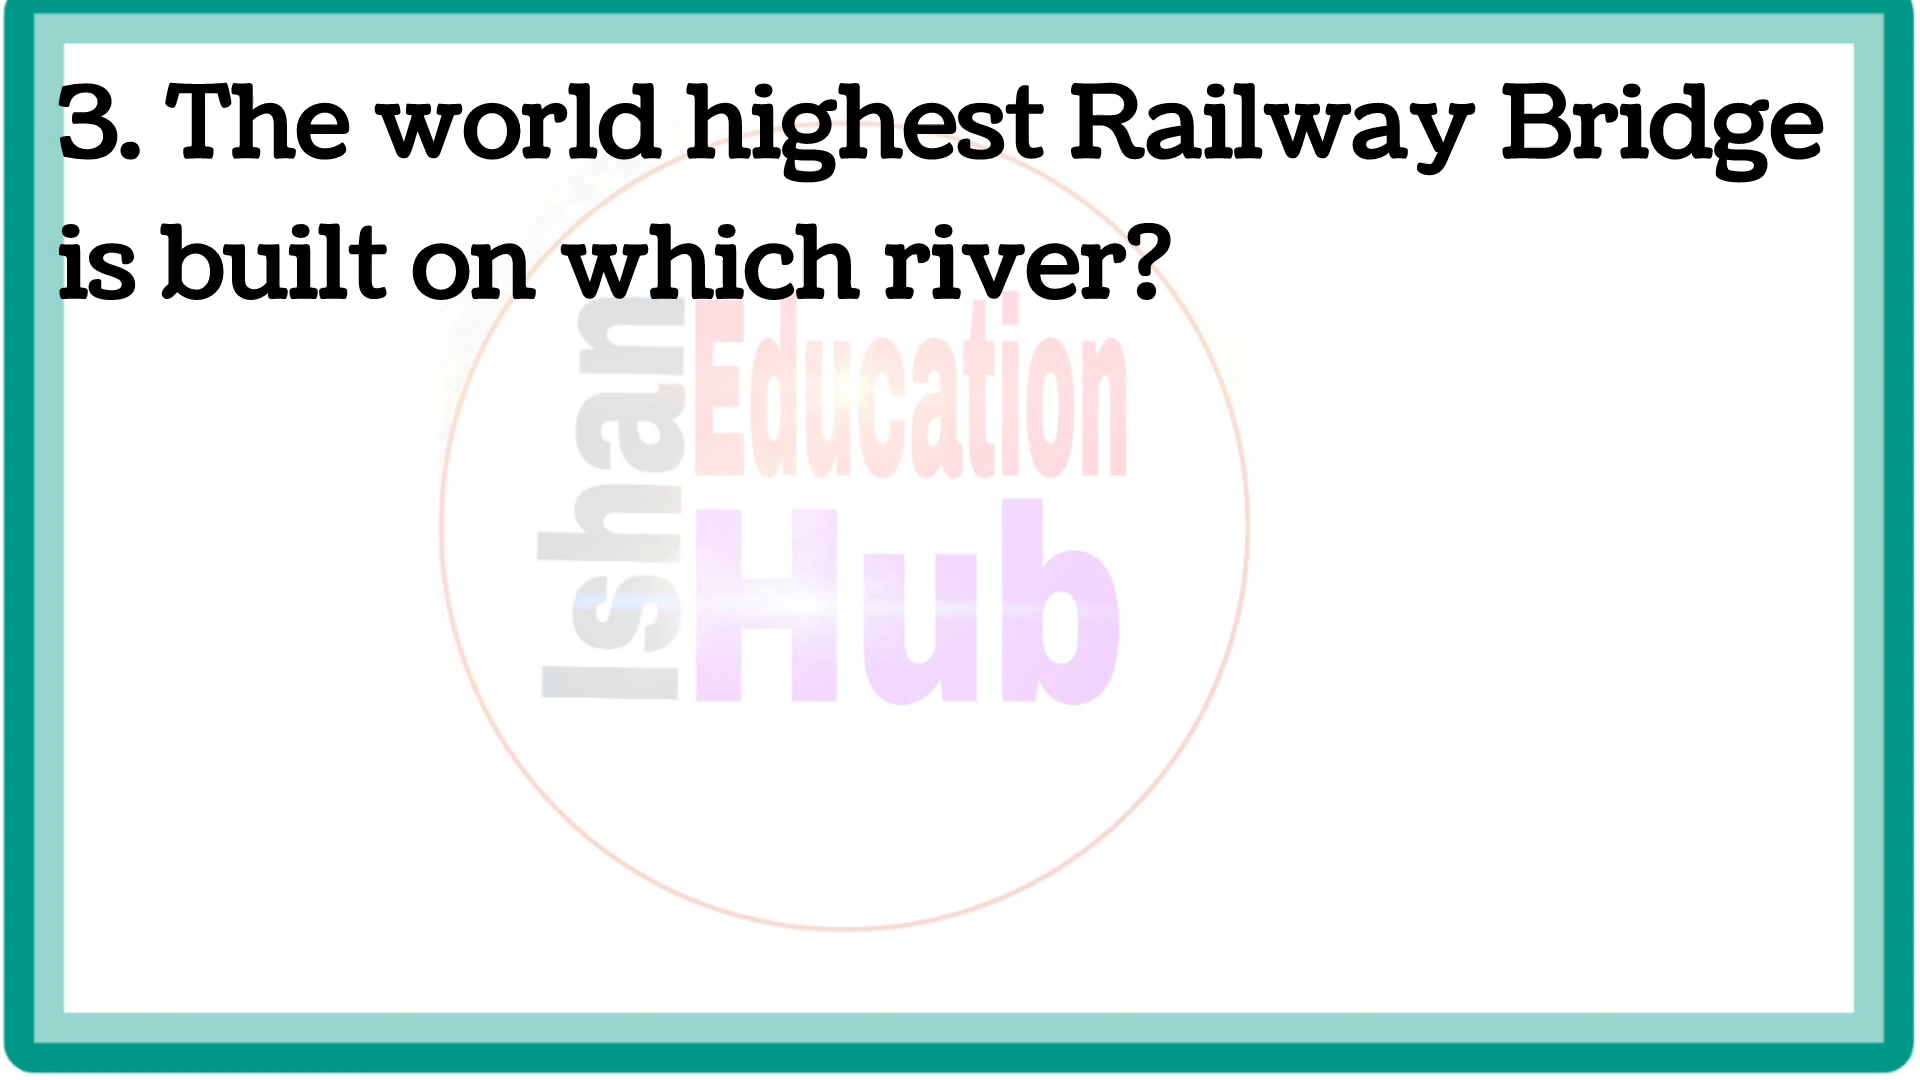 3. The world highest Railway Bridge
is built on which river?
Ishan
Education
Hub